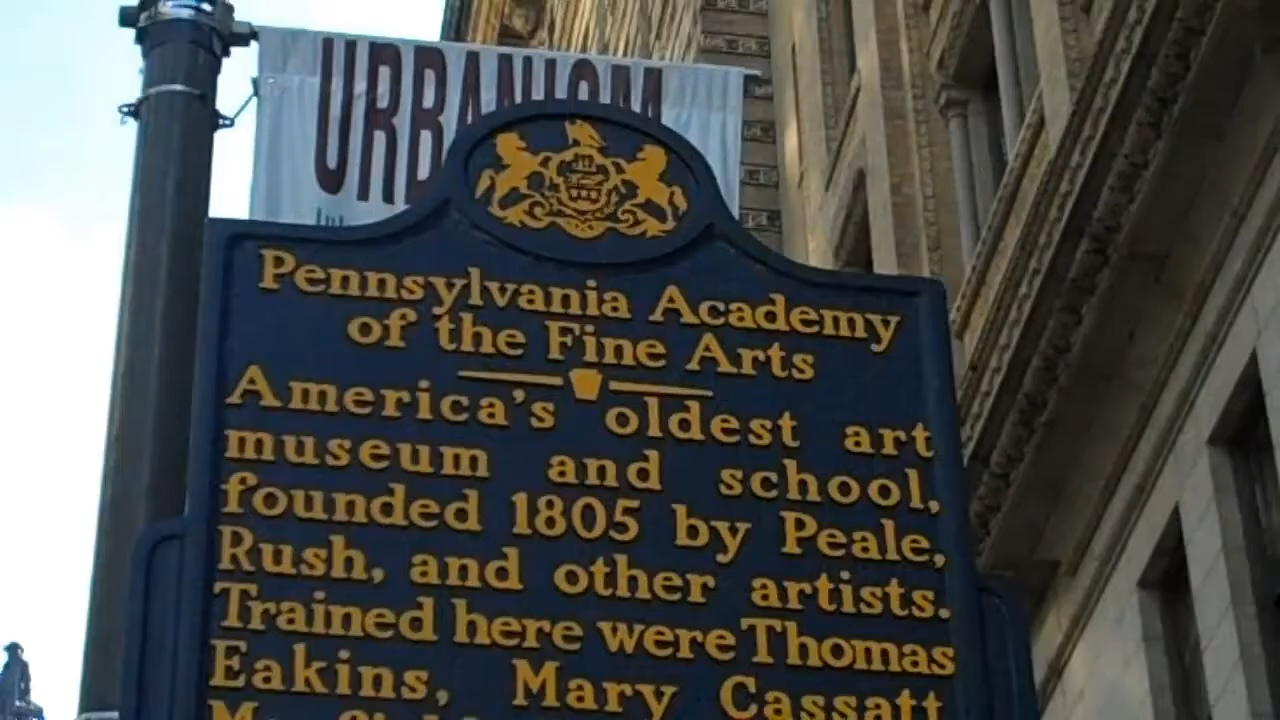 URBANISM
Pennsylvania Academy
of the Fine Arts
America's oldest art
museum and school,
founded 1805 by Peale,
Rush, and other artists.
Trained here were Thomas
Eakins, Mary Cassatt